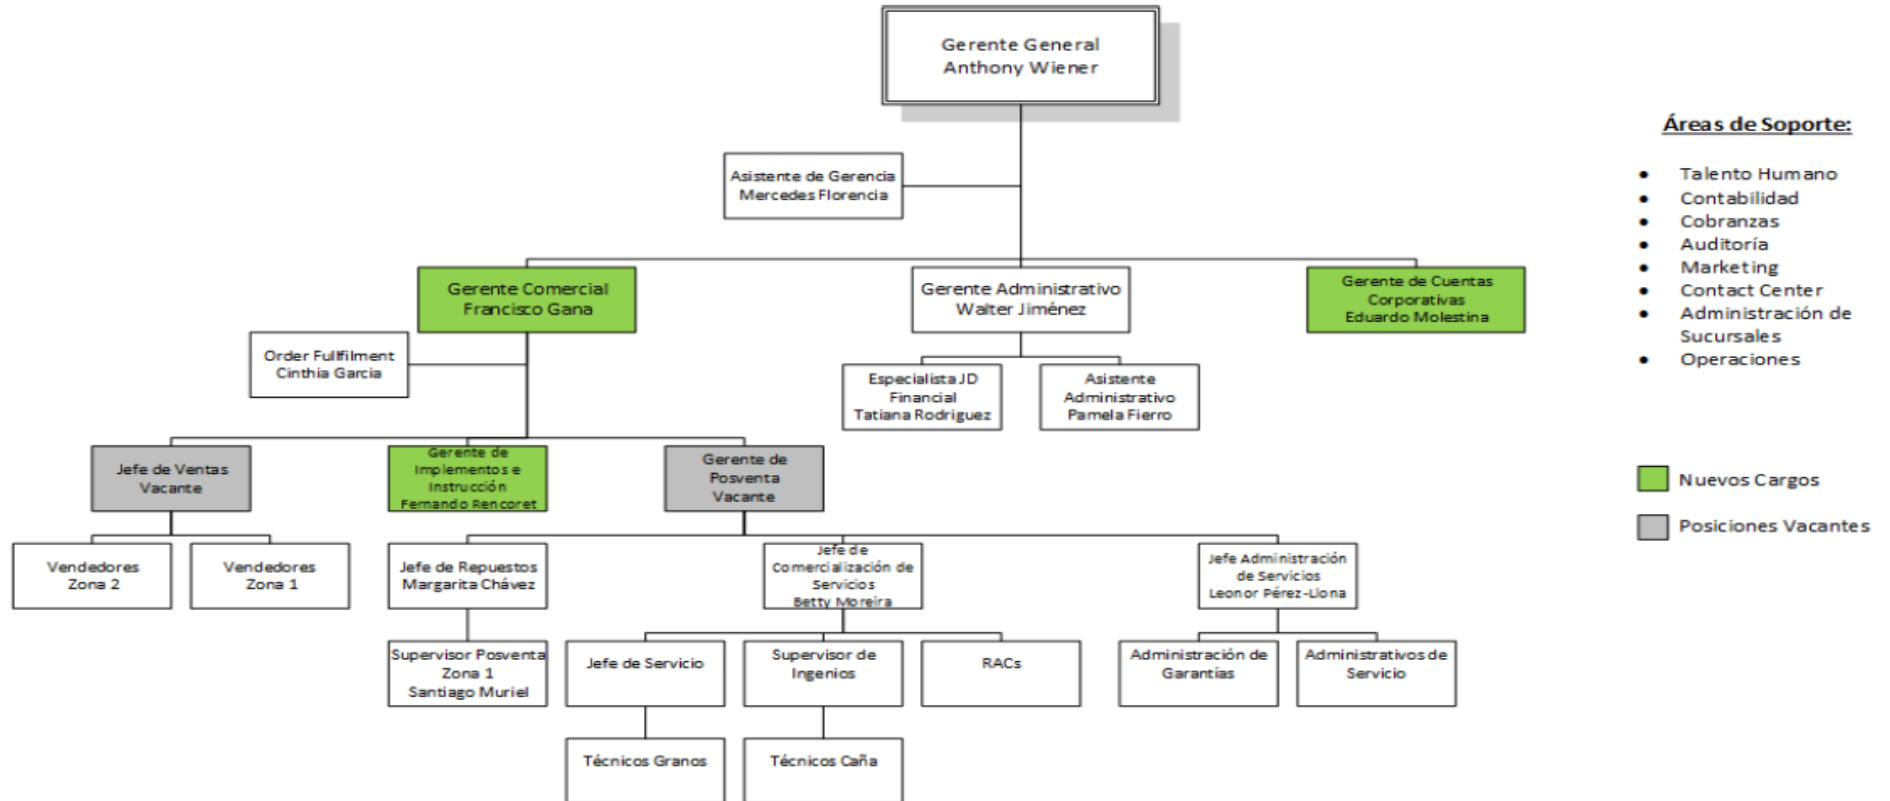 Gerente General
Anthony Wiener
Asistente de Gerencia
Mercedes Florencia
Gerente Comercial
Francisco Gana
Gerente Administrativo
Walter Jiménez
Gerente de Cuentas
Corporativas
Eduardo Molestina
Order Fullfilment
Cinthia Garcia
Especialista JD
Financial
Tatiana Rodriguez
Asistente
Administrativo
Pamela Fierro
Jefe de Ventas
Vacante
Gerente de
Implementos e
Instrucción
Fernando Rencoret
Gerente de
Posventa
Vacante
Vendedores
Zona 2
Vendedores
Zona 1
Jefe de Repuestos
Margarita Chávez
Jefe de
Comercialización de
Servicios
Betty Moreira
Jefe Administración
de Servicios
Leonor Pérez-Llona
Supervisor Posventa
Zona 1
Santiago Muriel
Jefe de Servicio
Supervisor de
Ingenios
RACs
Administración de
Garantías
Administrativos de
Servicio
Técnicos Granos
Técnicos Caña
Áreas de Soporte:
• Talento Humano
• Contabilidad
• Cobranzas
• Auditoría
• Marketing
• Contact Center
• Administración de
Sucursales
• Operaciones
Nuevos Cargos
Posiciones Vacantes